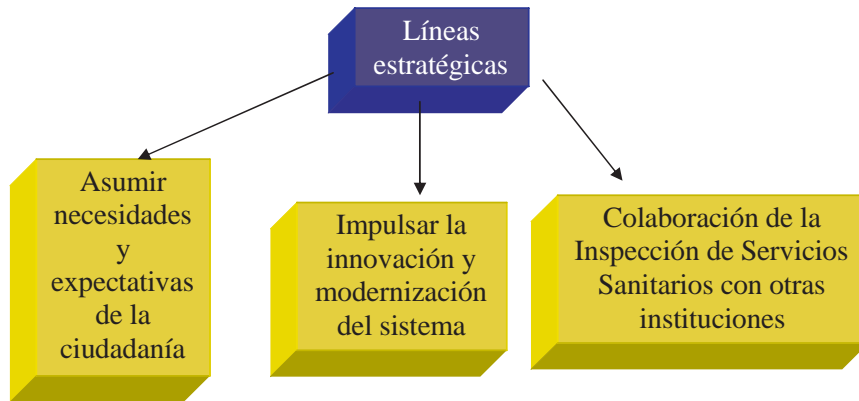 Líneas
estratégicas
Asumir
necesidades
y
expectativas
de la
ciudadanía
Impulsar la
innovación y
modernización
del sistema
Colaboración de la
Inspección de Servicios
Sanitarios con otras
instituciones